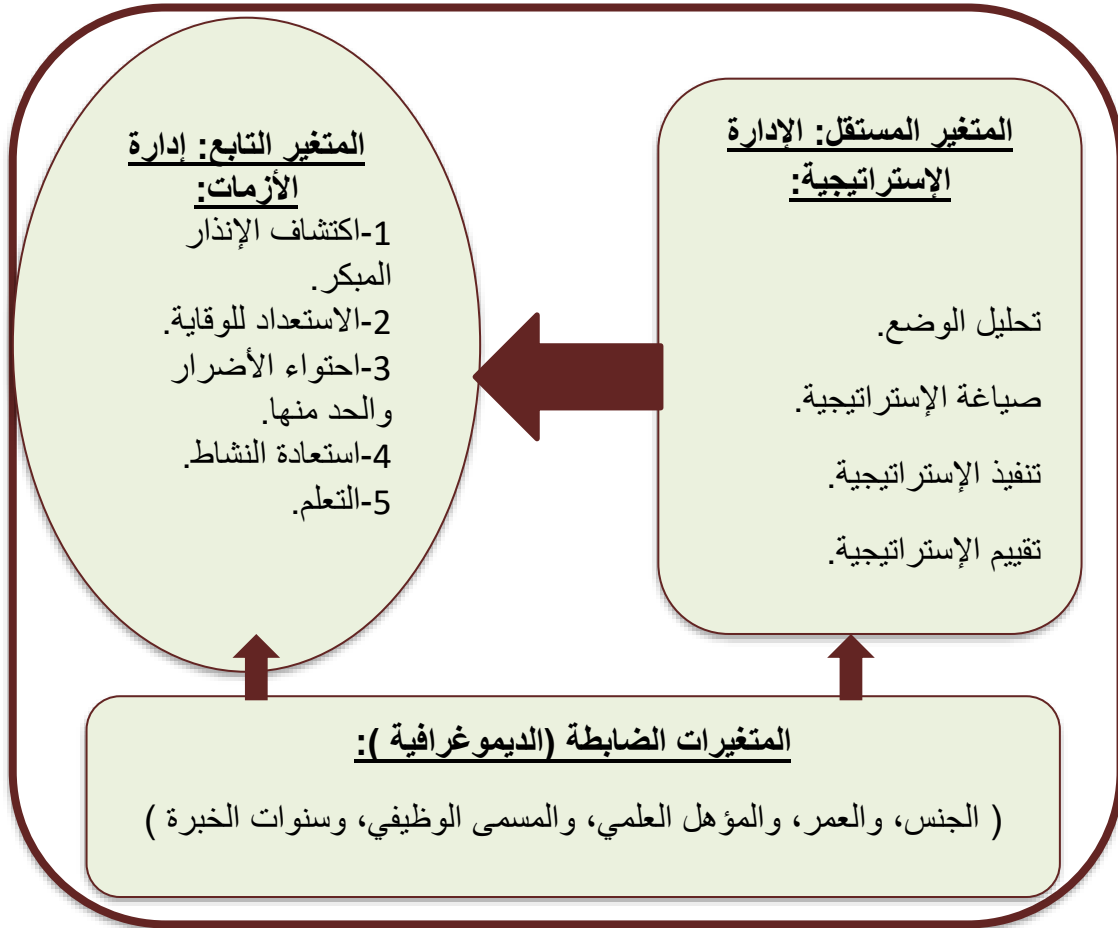 المتغير المستقل: الإدارة
الإستراتيجية:
تحليل الوضع.
صياغة الإستراتيجية.
تنفيذ الإستراتيجية.
تقييم الإستراتيجية.
المتغير التابع: إدارة
الأزمات:
1-اكتشاف الإنذار
المبكر.
2-الاستعداد للوقاية.
3-احتواء الأضرار
والحد منها.
4-استعادة النشاط.
5-التعلم.
المتغيرات الضابطة (الديموغرافية ):
( الجنس، والعمر، والمؤهل العلمي، والمسمى الوظيفي، وسنوات الخبرة )